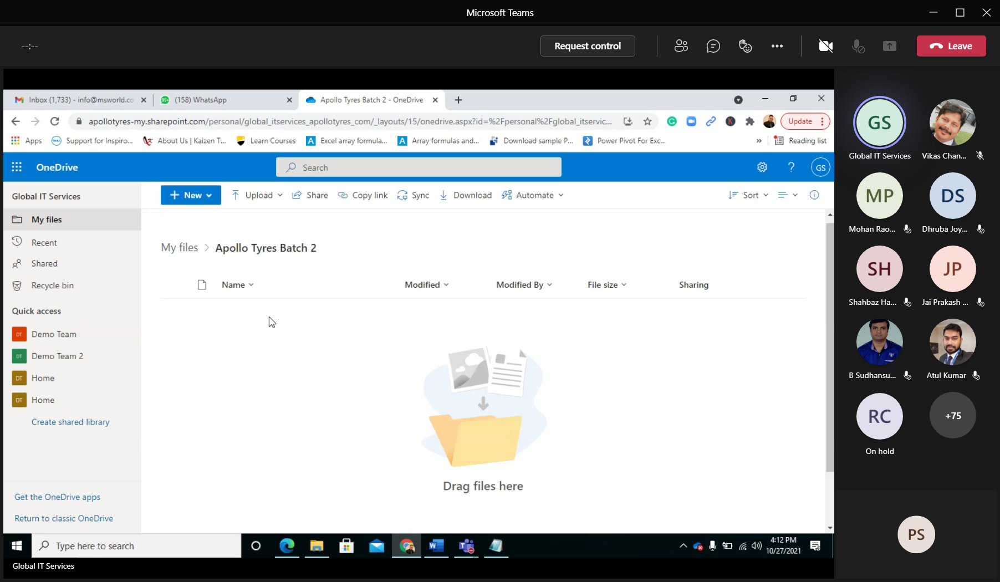 Microsoft Teams
--:--
Request control
Leave
Inbox (1,733) - info@msworld.co
99+
(158) WhatsApp
Apollo Tyres Batch 2 - OneDrive
apollotyres-my.sharepoint.com/personal/global_itservices_apollotyres_com/_layouts/15/onedrive.aspx?id=%2Fpersonal%2Fglobal_itservic...
Update
Apps
DELL
Support for Inspiro...
About Us | Kaizen T...
Learn Courses
Excel array formula...
Array formulas and...
Download sample P...
Power Pivot For Exc...
»
Reading list
OneDrive
Search
GS
Global IT Services
New
Upload
Share
Copy link
Sync
Download
Automate
Sort
My files
Recent
Shared
Recycle bin
Quick access
DT Demo Team
DT Demo Team 2
DT Home
DT Home
Create shared library
Get the OneDrive apps
Return to classic OneDrive
My files > Apollo Tyres Batch 2
Name
Modified
Modified By
File size
Sharing
Drag files here
Type here to search
4:12 PM
10/27/2021
Global IT Services
GS
Global IT Services
Vikas Chan...
MP
Mohan Rao...
DS
Dhruba Joy...
SH
Shahbaz Ha...
JP
Jai Prakash ...
B Sudhansu...
Atul Kumar
RC
On hold
+75
PS